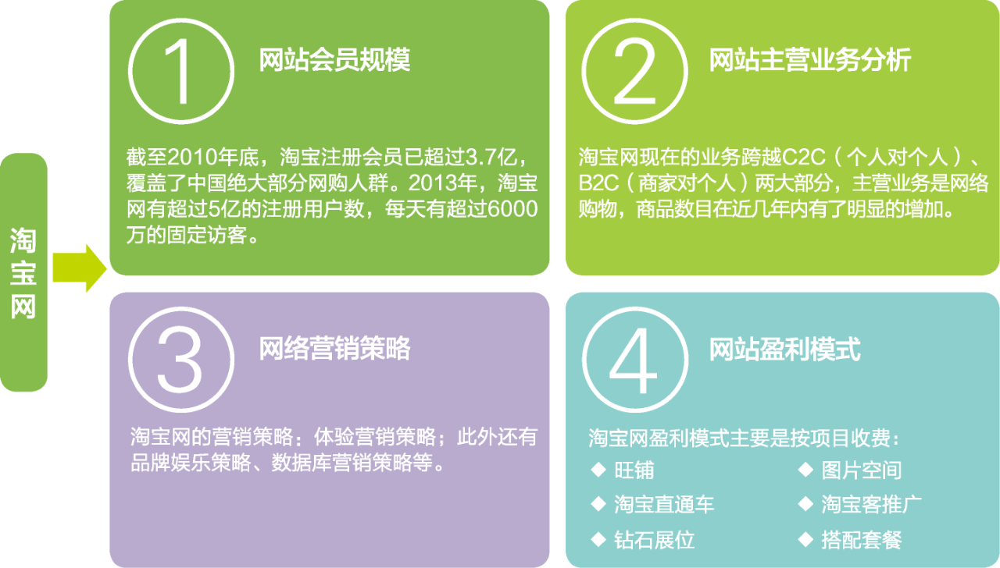 淘宝网
1
网站会员规模
截至2010年底，淘宝注册会员已超过3.7亿，
覆盖了中国绝大部分网购人群。2013年，淘宝
网有超过5亿的注册用户数，每天有超过6000
万的固定访客。
2
网站主营业务分析
淘宝网现在的业务跨越C2C（个人对个人）、
B2C（商家对个人）两大部分，主营业务是网络
购物，商品数目在近几年内有了明显的增加。
3
网络营销策略
淘宝网的营销策略：体验营销策略；此外还有
品牌娱乐策略、数据库营销策略等。
4
网站盈利模式
淘宝网盈利模式主要是按项目收费：
◆ 旺铺
◆ 图片空间
◆ 淘宝直通车
◆ 淘宝客推广
◆ 钻石展位
◆ 搭配套餐